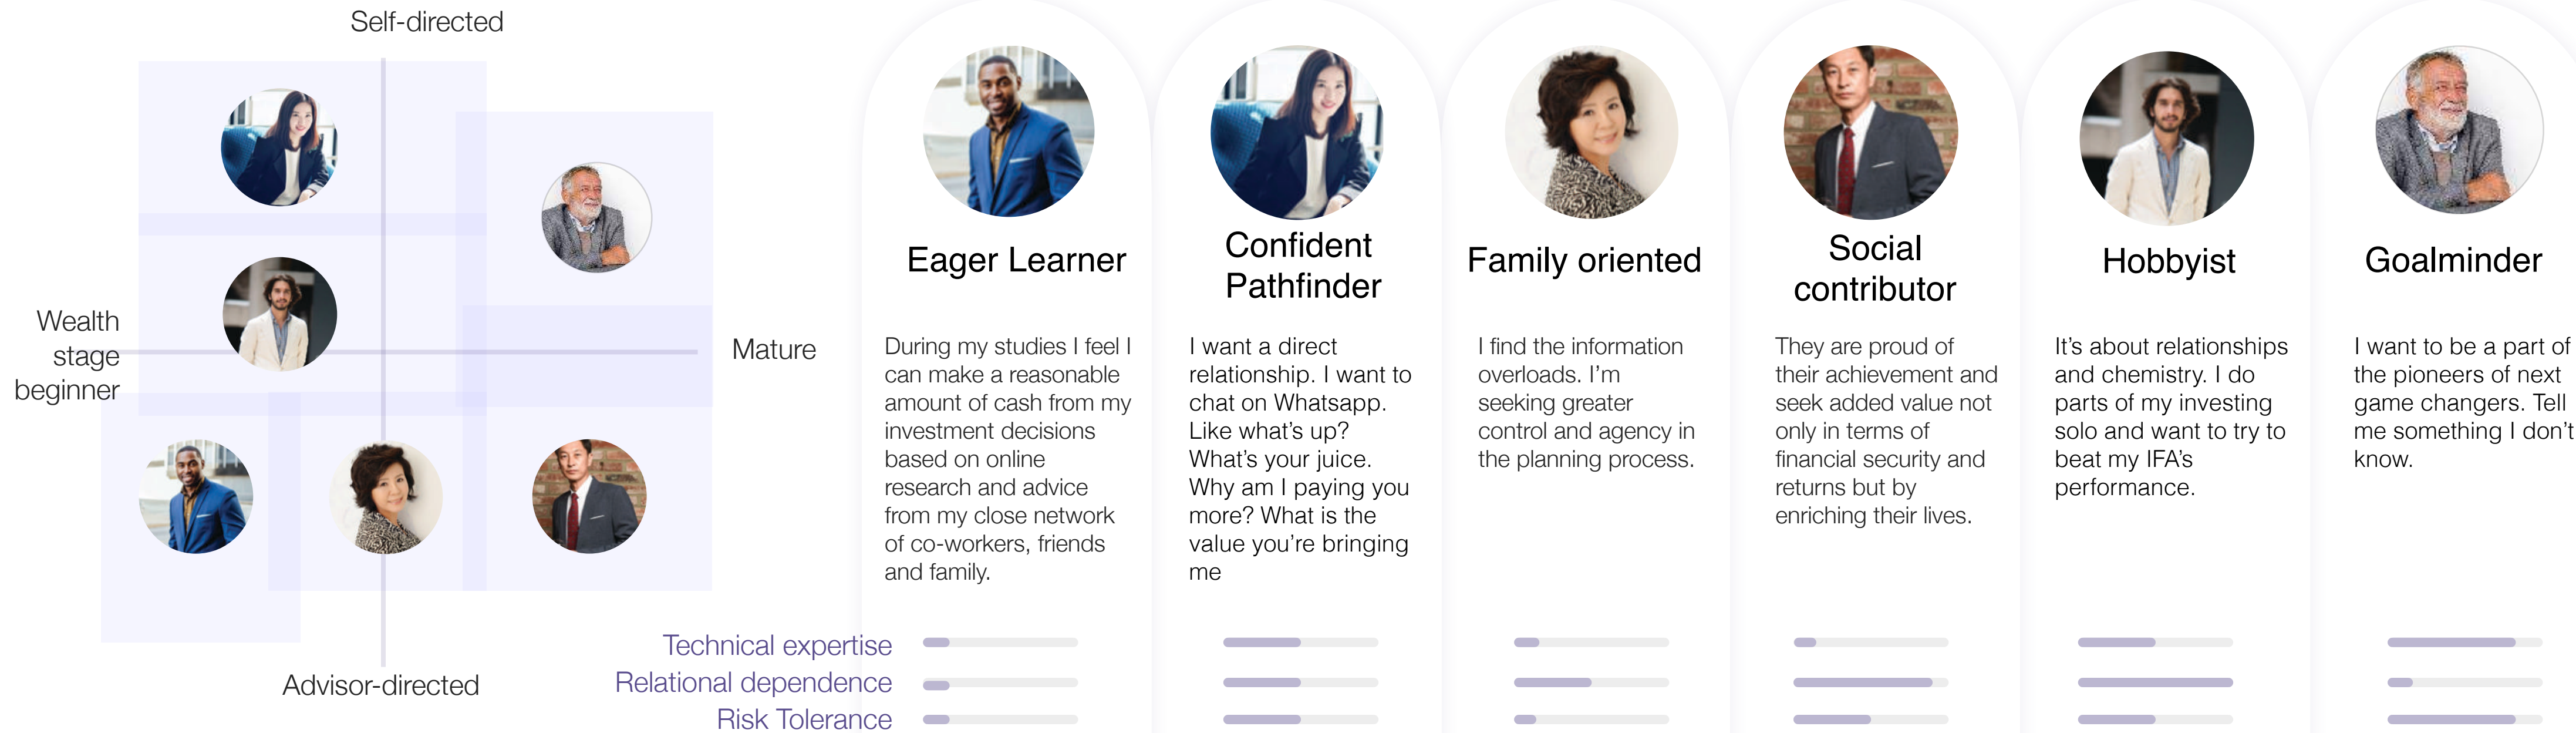 Self-directed
Wealth
stage
beginner
Mature
Advisor-directed
Eager Learner
During my studies I feel I
can make a reasonable
amount of cash from my
investment decisions
based on online
research and advice
from my close network
of co-workers, friends
and family.
Confident
Pathfinder
I want a direct
relationship. I want to
chat on Whatsapp.
Like what’s up?
What’s your juice.
Why am I paying you
more? What is the
value you’re bringing
me
Family oriented
I find the information
overloads. I’m
seeking greater
control and agency in
the planning process.
Social
contributor
They are proud of
their achievement and
seek added value not
only in terms of
financial security and
returns but by
enriching their lives.
Hobbyist
It’s about relationships
and chemistry. I do
parts of my investing
solo and want to try to
beat my IFA’s
performance.
Goalminder
I want to be a part of
the pioneers of next
game changers. Tell
me something I don’t
know.
Technical expertise
Relational dependence
Risk Tolerance